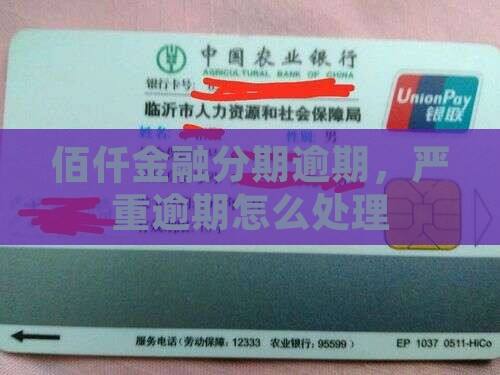 中国农业银行
AGRICULTURAL BANK OF CHINA
银行卡号:
UnionPay
银联
临沂市人力资源和社会保障局
姓名:
性别: 男
佰仟金融分期逾期，严
重逾期怎么处理
服务电话(劳动保障: 12333 农业银行: 95599)
EP 1037 0511-HiCo